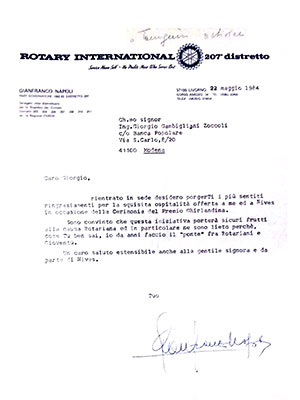 ROTARY INTERNATIONAL 207° distretto
Service Above Self - He Profits Most Who Serves Best
GIANFRANCO NAPOLI
57100 LIVORNO, 22 maggio 1984
Ch.mo signor
Ing. Giorgio Gambigliani Zoccoli
c/o Banca Popolare
Via S.Carlo, 8/20
41100 Modena
Caro Giorgio,
rientrato in sede desidero porgerTi i più sentiti
ringraziamenti per la squisita ospitalità offerta a me ed a Nives
in occasione della Cerimonia del Premio Ghirlandina.
Sono convinto che questa iniziativa porterà sicuri frutti
alla causa Rotariana ed in particolare ne sono lieto perchè,
come Tu ben sai, io da anni faccio il "ponte" fra Rotariani e
Gioventù.
Un caro saluto estensibile anche alla gentile signora e da
parte di Nives.
Tuo